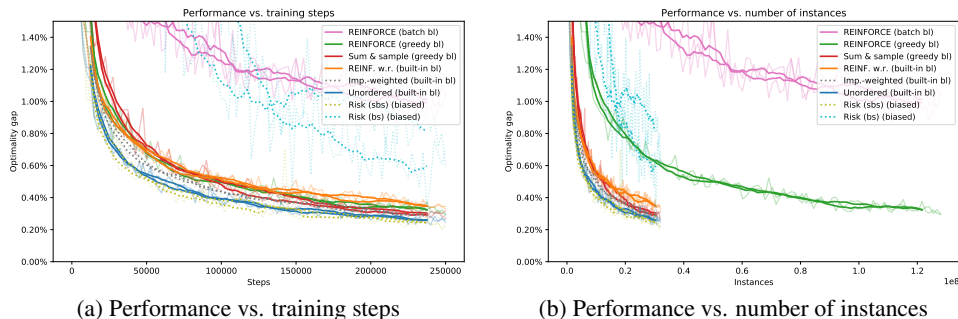 Performance vs. training steps
1.40%
1.20%
1.00%
0.80%
0.60%
0.40%
0.20%
0.00%
Optimality gap
REINFORCE (batch bl)
REINFORCE (greedy bl)
Sum & sample (greedy bl)
REINF. w.r. (built-in bl)
Imp.-weighted (built-in bl)
Unordered (built-in bl)
Risk (sbs) (biased)
Risk (bs) (biased)
0 50000 100000 150000 200000 250000
Steps
(a) Performance vs. training steps
Performance vs. number of instances
1.40%
1.20%
1.00%
0.80%
0.60%
0.40%
0.20%
0.00%
Optimality gap
REINFORCE (batch bl)
REINFORCE (greedy bl)
Sum & sample (greedy bl)
REINF. w.r. (built-in bl)
Imp.-weighted (built-in bl)
Unordered (built-in bl)
Risk (sbs) (biased)
Risk (bs) (biased)
0.0 0.2 0.4 0.6 0.8 1.0 1.2
1e8
Instances
(b) Performance vs. number of instances